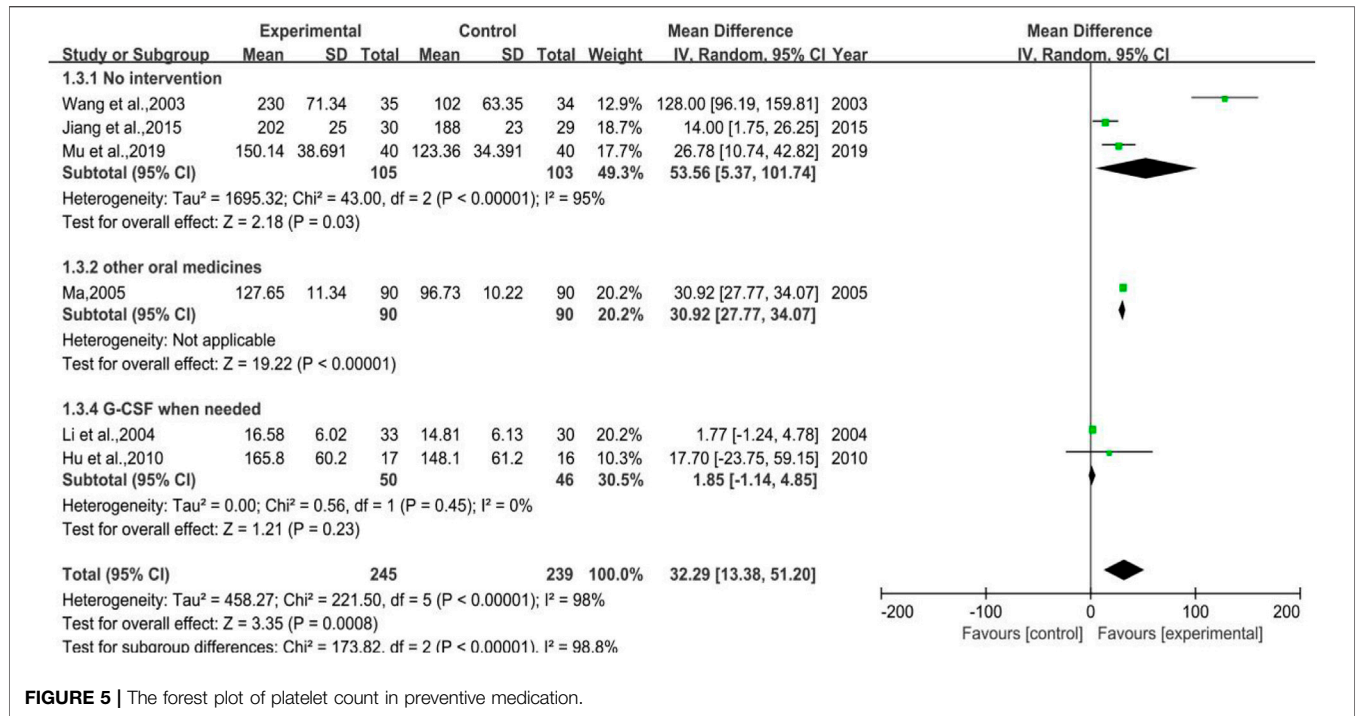 Experimental Control Mean Difference Mean Difference
Study or Subgroup Mean SD Total Mean SD Total Weight IV, Random, 95% CI Year IV, Random, 95% CI
1.3.1 No intervention
Wang et al.,2003 230 71.34 35 102 63.35 34 12.9% 128.00 [96.19, 159.81] 2003
Jiang et al.,2015 202 25 30 188 23 29 18.7% 14.00 [1.75, 26.25] 2015
Mu et al.,2019 150.14 38.691 40 123.36 34.391 40 17.7% 26.78 [10.74, 42.82] 2019
Subtotal (95% CI) 105 103 49.3% 53.56 [5.37, 101.74]
Heterogeneity: Tau² = 1695.32; Chi² = 43.00, df = 2 (P < 0.00001); I² = 95%
Test for overall effect: Z = 2.18 (P = 0.03)
1.3.2 other oral medicines
Ma,2005 127.65 11.34 90 96.73 10.22 90 20.2% 30.92 [27.77, 34.07] 2005
Subtotal (95% CI) 90 90 20.2% 30.92 [27.77, 34.07]
Heterogeneity: Not applicable
Test for overall effect: Z = 19.22 (P < 0.00001)
1.3.4 G-CSF when needed
Li et al.,2004 16.58 6.02 33 14.81 6.13 30 20.2% 1.77 [-1.24, 4.78] 2004
Hu et al.,2010 165.8 60.2 17 148.1 61.2 16 10.3% 17.70 [-23.75, 59.15] 2010
Subtotal (95% CI) 50 46 30.5% 1.85 [-1.14, 4.85]
Heterogeneity: Tau² = 0.00; Chi² = 0.56, df = 1 (P = 0.45); I² = 0%
Test for overall effect: Z = 1.21 (P = 0.23)
Total (95% CI) 245 239 100.0% 32.29 [13.38, 51.20]
Heterogeneity: Tau² = 458.27; Chi² = 221.50, df = 5 (P < 0.00001); I² = 98%
Test for overall effect: Z = 3.35 (P = 0.0008)
Test for subgroup differences: Chi² = 173.82, df = 2 (P < 0.00001), I² = 98.8%
-200 -100 0 100 200
Favours [control] Favours [experimental]
FIGURE 5 | The forest plot of platelet count in preventive medication.